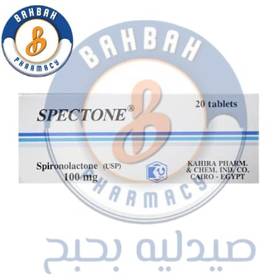 BAHBAH
PHARMACY
SPECTONE®
20 tablets
Spironolactone (USP)
100 mg
KAHIRA PHARM.
& CHEM. IND. CO.
CAIRO - EGYPT
BAHBAH
PHARMACY
صيدليه بحبح